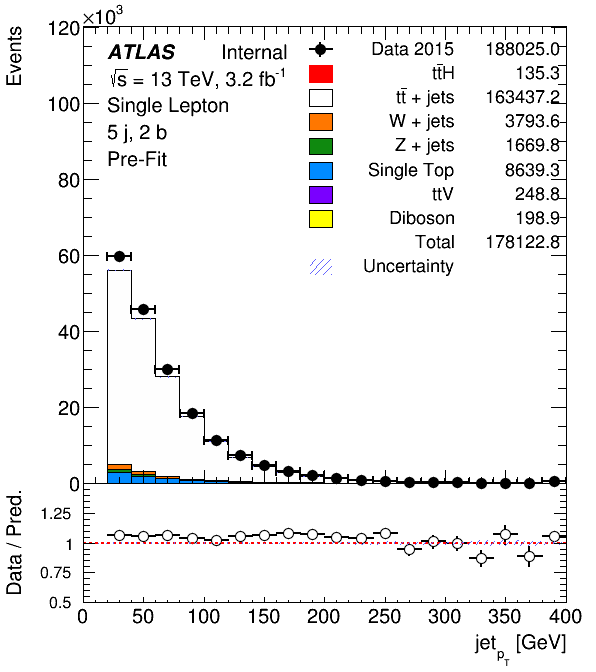 ×10³
Events
120
100
80
60
40
20
0
ATLAS Internal
√s = 13 TeV, 3.2 fb⁻¹
Single Lepton
5 j, 2 b
Pre-Fit
Data 2015 188025.0
tt̄H 135.3
tt̄ + jets 163437.2
W + jets 3793.6
Z + jets 1669.8
Single Top 8639.3
ttV 248.8
Diboson 198.9
Total 178122.8
Uncertainty
Data / Pred.
1.25
1
0.75
0.5
0 50 100 150 200 250 300 350 400
jet_p_T [GeV]